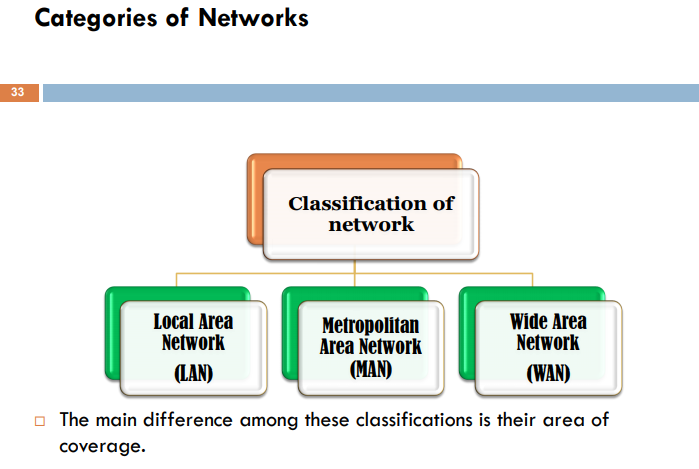 Categories of Networks
33
Classification of
network
Local Area
Network
(LAN)
Metropolitan
Area Network
(MAN)
Wide Area
Network
(WAN)
The main difference among these classifications is their area of
coverage.